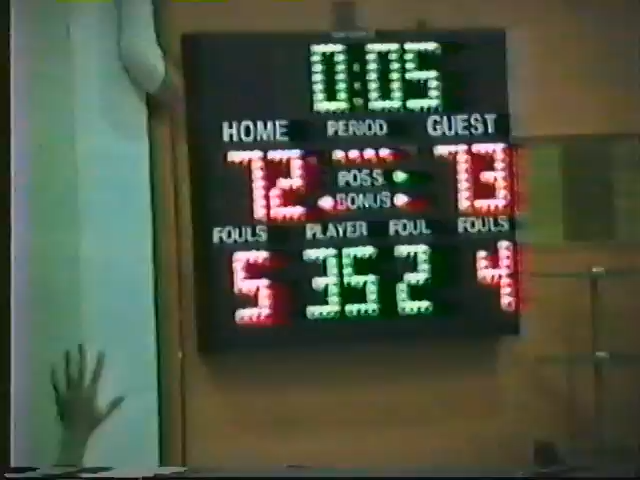 0:05
HOME PERIOD GUEST
72 POSS. 73
BONUS
FOULS PLAYER FOUL FOULS
5 35 2 4